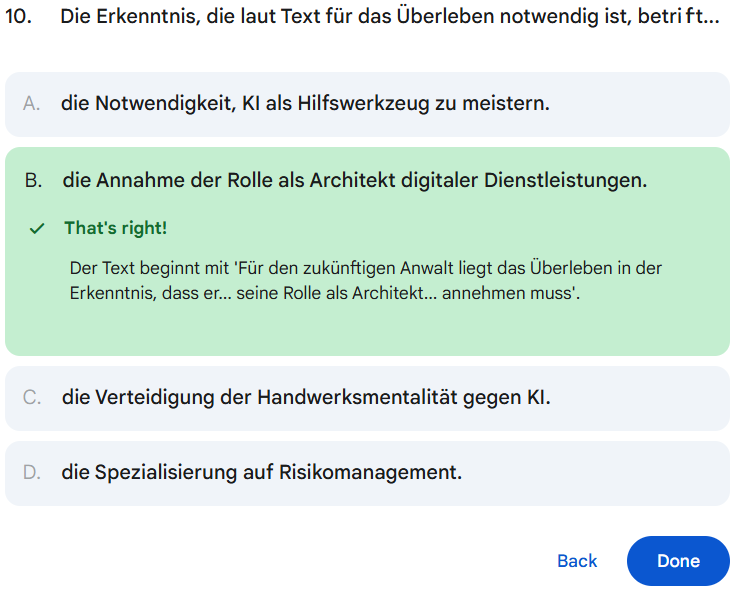 10. Die Erkenntnis, die laut Text für das Überleben notwendig ist, betrifft...
A. die Notwendigkeit, KI als Hilfswerkzeug zu meistern.
B. die Annahme der Rolle als Architekt digitaler Dienstleistungen.
✓ That's right!
Der Text beginnt mit 'Für den zukünftigen Anwalt liegt das Überleben in der
Erkenntnis, dass er... seine Rolle als Architekt... annehmen muss'.
C. die Verteidigung der Handwerksmentalität gegen KI.
D. die Spezialisierung auf Risikomanagement.
Back Done